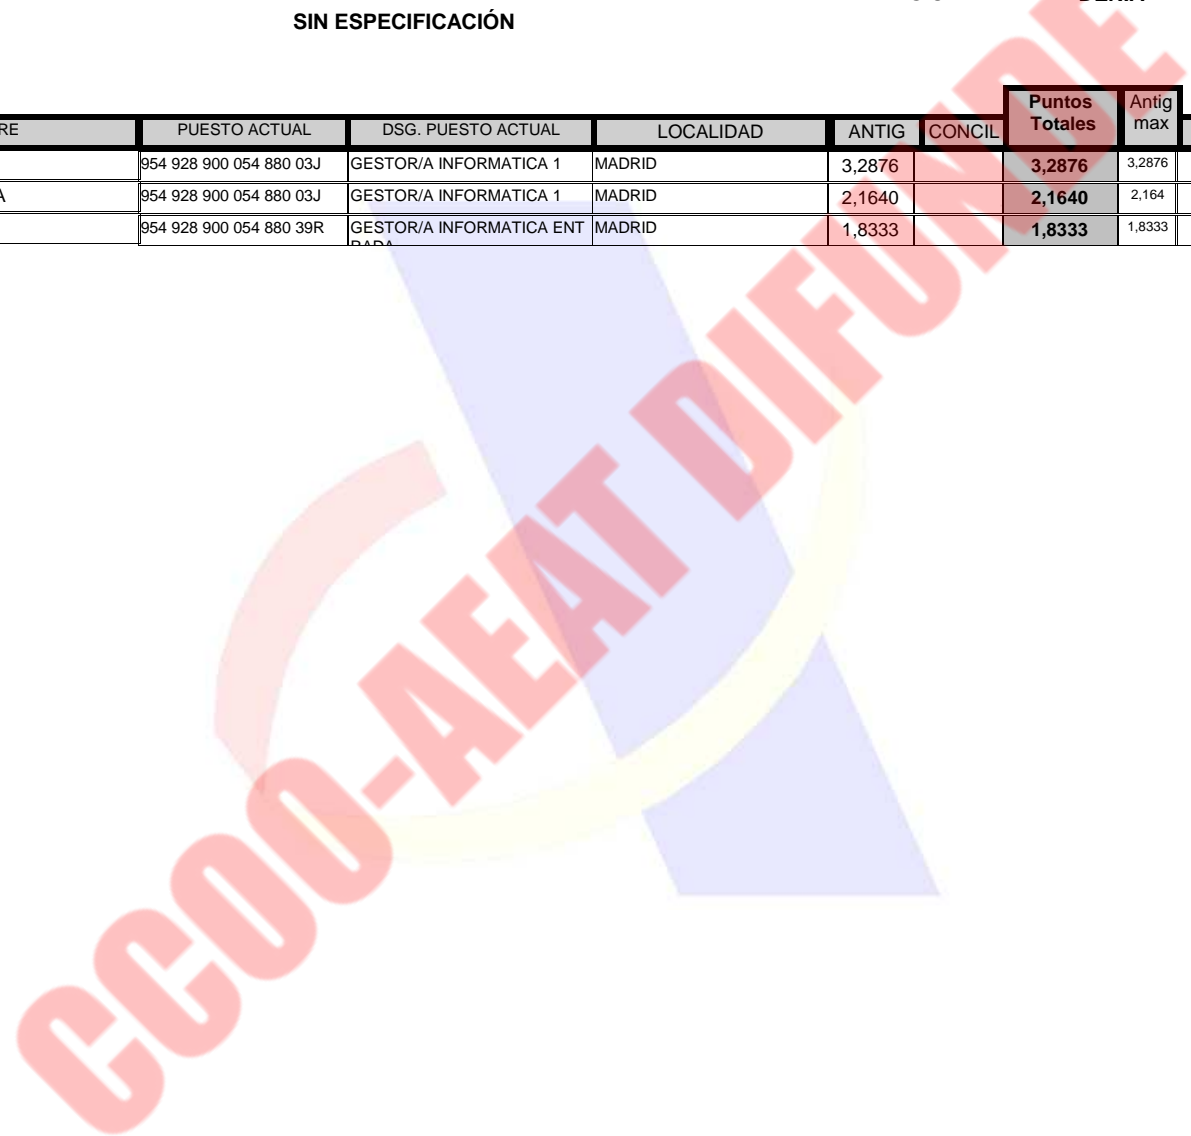 SIN ESPECIFICACIÓN
Puntos Totales Antig max
RE PUESTO ACTUAL DSG. PUESTO ACTUAL LOCALIDAD ANTIG CONCIL
954 928 900 054 880 03J GESTOR/A INFORMATICA 1 MADRID 3,2876 3,2876 3,2876
A 954 928 900 054 880 03J GESTOR/A INFORMATICA 1 MADRID 2,1640 2,1640 2,164
954 928 900 054 880 39R GESTOR/A INFORMATICA ENT MADRID 1,8333 1,8333 1,8333
RADA
CCOO-AEAT DIFUNDE